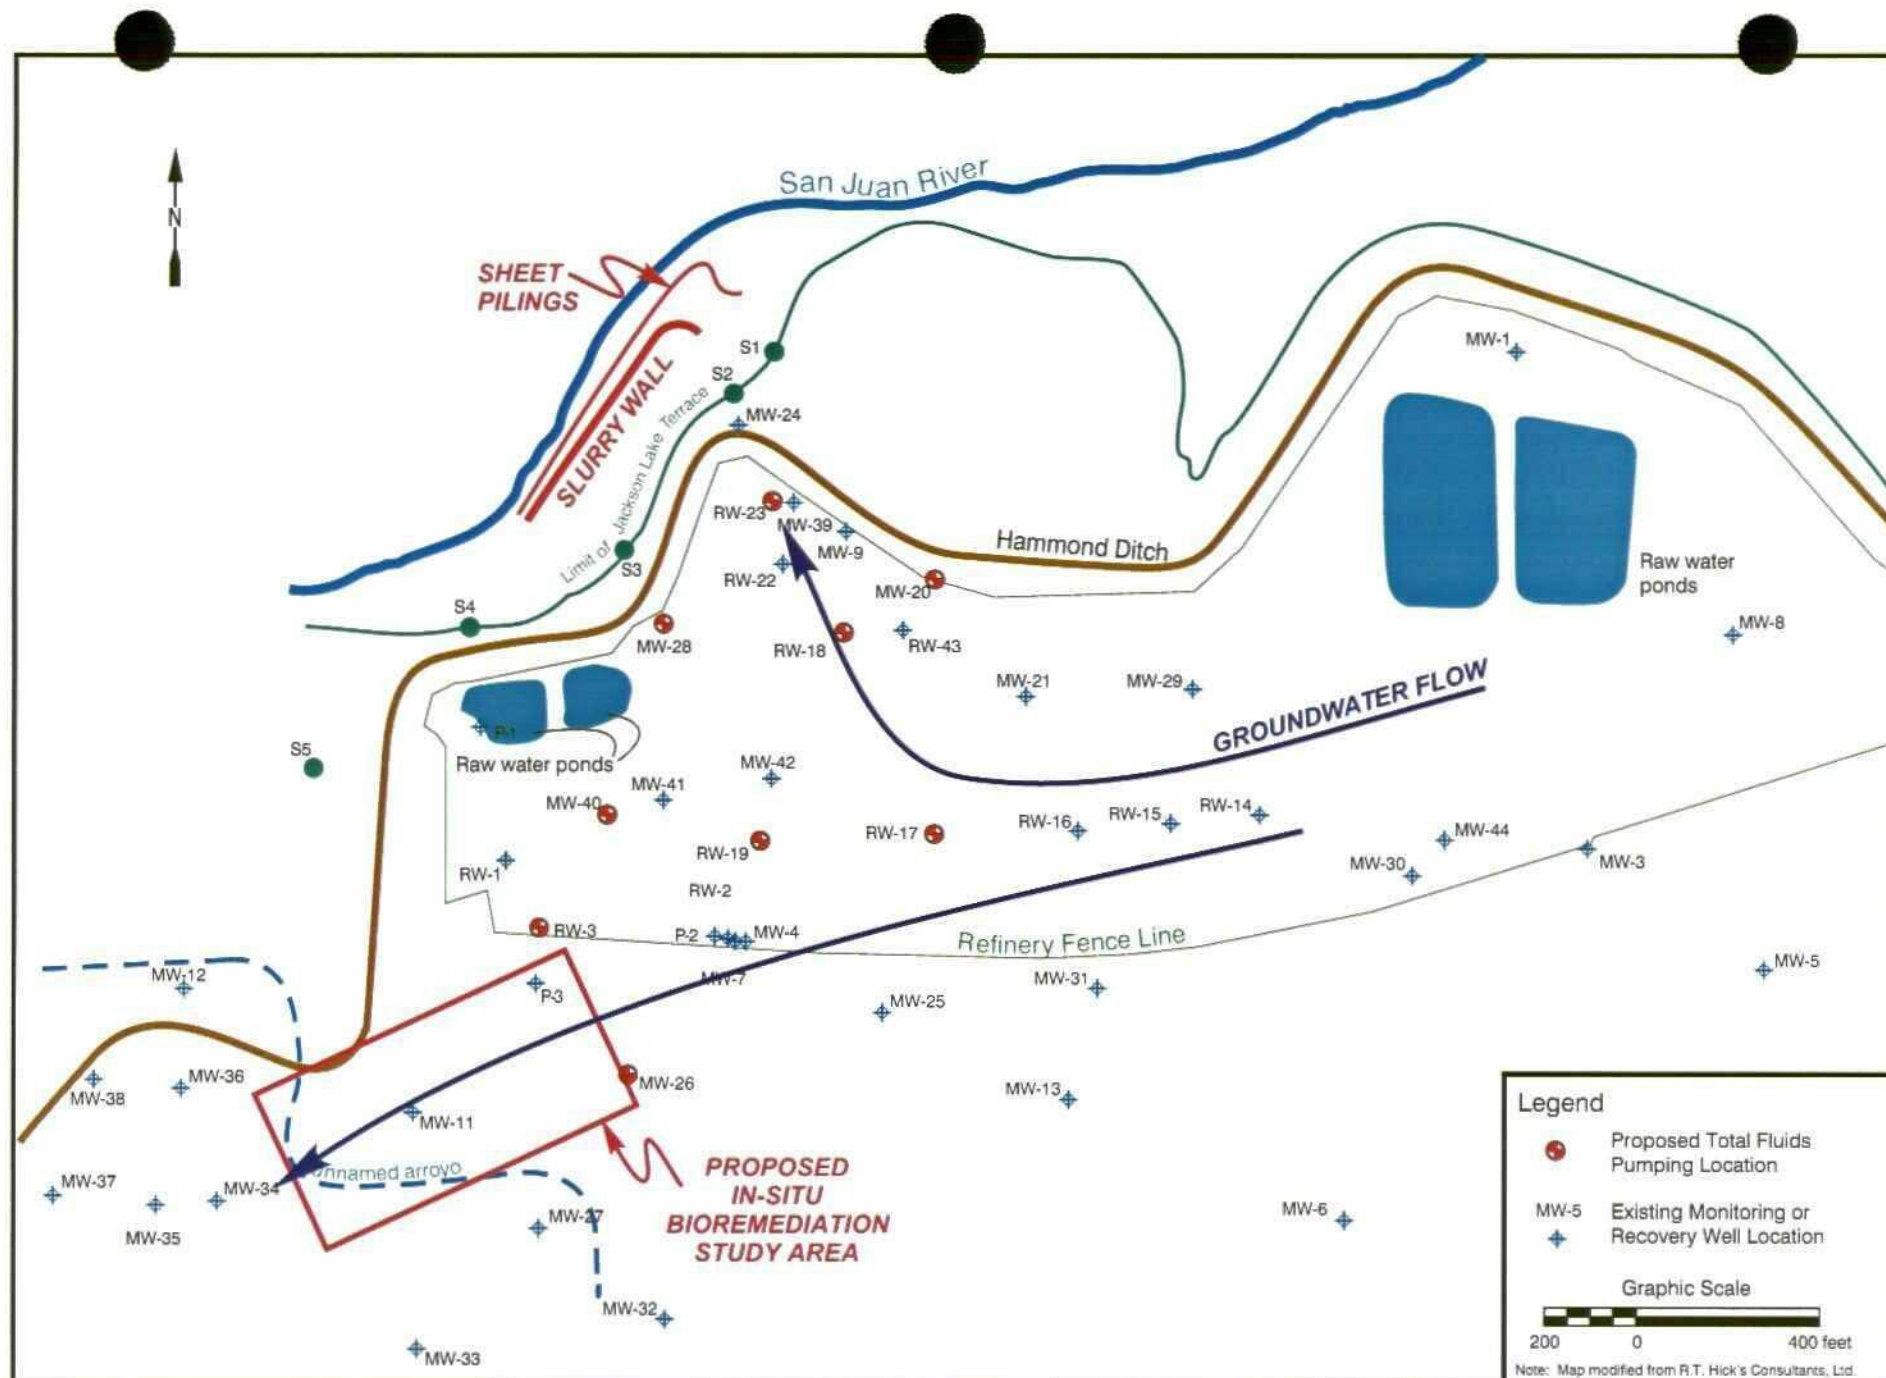 San Juan River
N
SHEET
PILINGS
SLURRY WALL
S1
S2
MW-24
MW-1
Limit of Jackson Lake Terrace
RW-23
MW-39
MW-9
Hammond Ditch
Raw water
ponds
S3
RW-22
MW-20
S4
MW-28
RW-18
RW-43
MW-8
MW-21
MW-29
GROUNDWATER FLOW
P-1
S5
Raw water ponds
MW-42
MW-41
MW-40
RW-17
RW-16
RW-15
RW-14
RW-19
MW-44
MW-3
RW-1
MW-30
RW-2
RW-3
P-2
MW-4
Refinery Fence Line
MW-12
MW-7
MW-31
MW-5
P-3
MW-25
MW-36
MW-38
MW-26
MW-13
MW-11
Unnamed arroyo
MW-37
MW-34
MW-35
MW-27
PROPOSED
IN-SITU
BIOREMEDIATION
STUDY AREA
MW-6
MW-32
MW-33
Legend
Proposed Total Fluids
Pumping Location
MW-5 Existing Monitoring or
Recovery Well Location
Graphic Scale
200 0 400 feet
Note: Map modified from R.T. Hick's Consultants, Ltd.